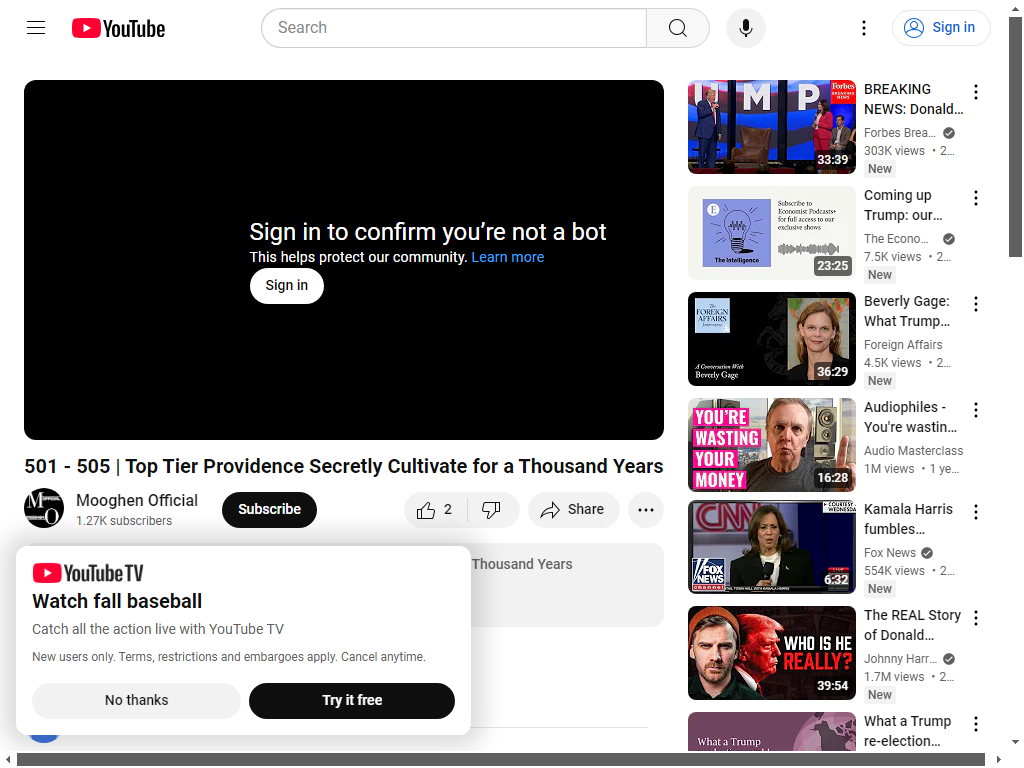 YouTube
Search
Sign in
Sign in to confirm you're not a bot
This helps protect our community. Learn more
Sign in
501 - 505 | Top Tier Providence Secretly Cultivate for a Thousand Years
Mooghen Official
1.27K subscribers
Subscribe
2
Share
Thousand Years
YouTube TV
Watch fall baseball
Catch all the action live with YouTube TV
New users only. Terms, restrictions and embargoes apply. Cancel anytime.
No thanks
Try it free
UMP
Forbes
BREAKING NEWS
33:39
BREAKING
NEWS: Donald…
Forbes Brea…
303K views • 2…
New
Subscribe to
Economist Podcasts+
for full access to our
exclusive shows
The Intelligence
23:25
Coming up
Trump: our…
The Econo…
7.5K views • 2…
New
The
FOREIGN
AFFAIRS
Interview
A Conversation With
Beverly Gage
36:29
Beverly Gage:
What Trump…
Foreign Affairs
4.5K views • 2…
New
YOU'RE
WASTING
YOUR
MONEY
16:28
Audiophiles -
You're wastin…
Audio Masterclass
1M views • 1 ye…
CNN
COURTESY
WEDNESDA
FOX
NEWS
channel
6:32
Kamala Harris
fumbles…
Fox News
554K views • 2…
New
WHO IS HE
REALLY?
39:54
The REAL Story
of Donald…
Johnny Harr…
1.7M views • 2…
New
What a Trump
What a Trump
re-election…